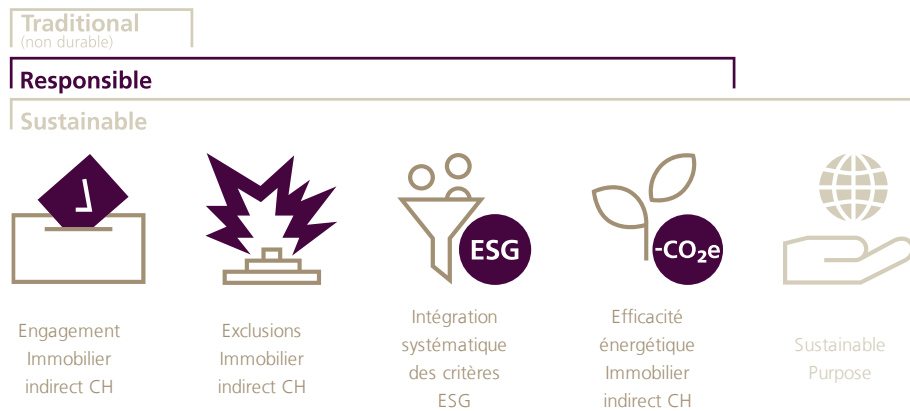 Traditional
(non durable)
Responsible
Sustainable
ESG
-CO₂e
Engagement
Immobilier
indirect CH
Exclusions
Immobilier
indirect CH
Intégration
systématique
des critères
ESG
Efficacité
énergétique
Immobilier
indirect CH
Sustainable
Purpose